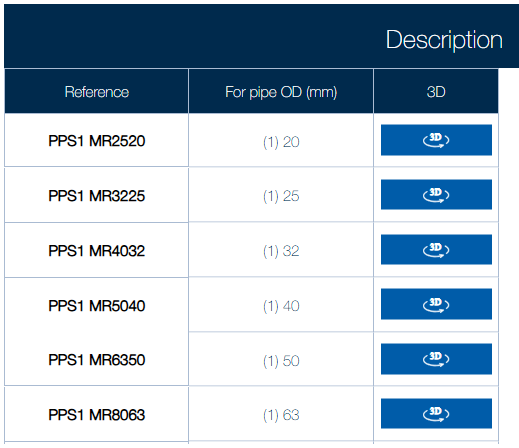 Description
Reference For pipe OD (mm) 3D
PPS1 MR2520 (1) 20 3D
PPS1 MR3225 (1) 25 3D
PPS1 MR4032 (1) 32 3D
PPS1 MR5040 (1) 40 3D
PPS1 MR6350 (1) 50 3D
PPS1 MR8063 (1) 63 3D